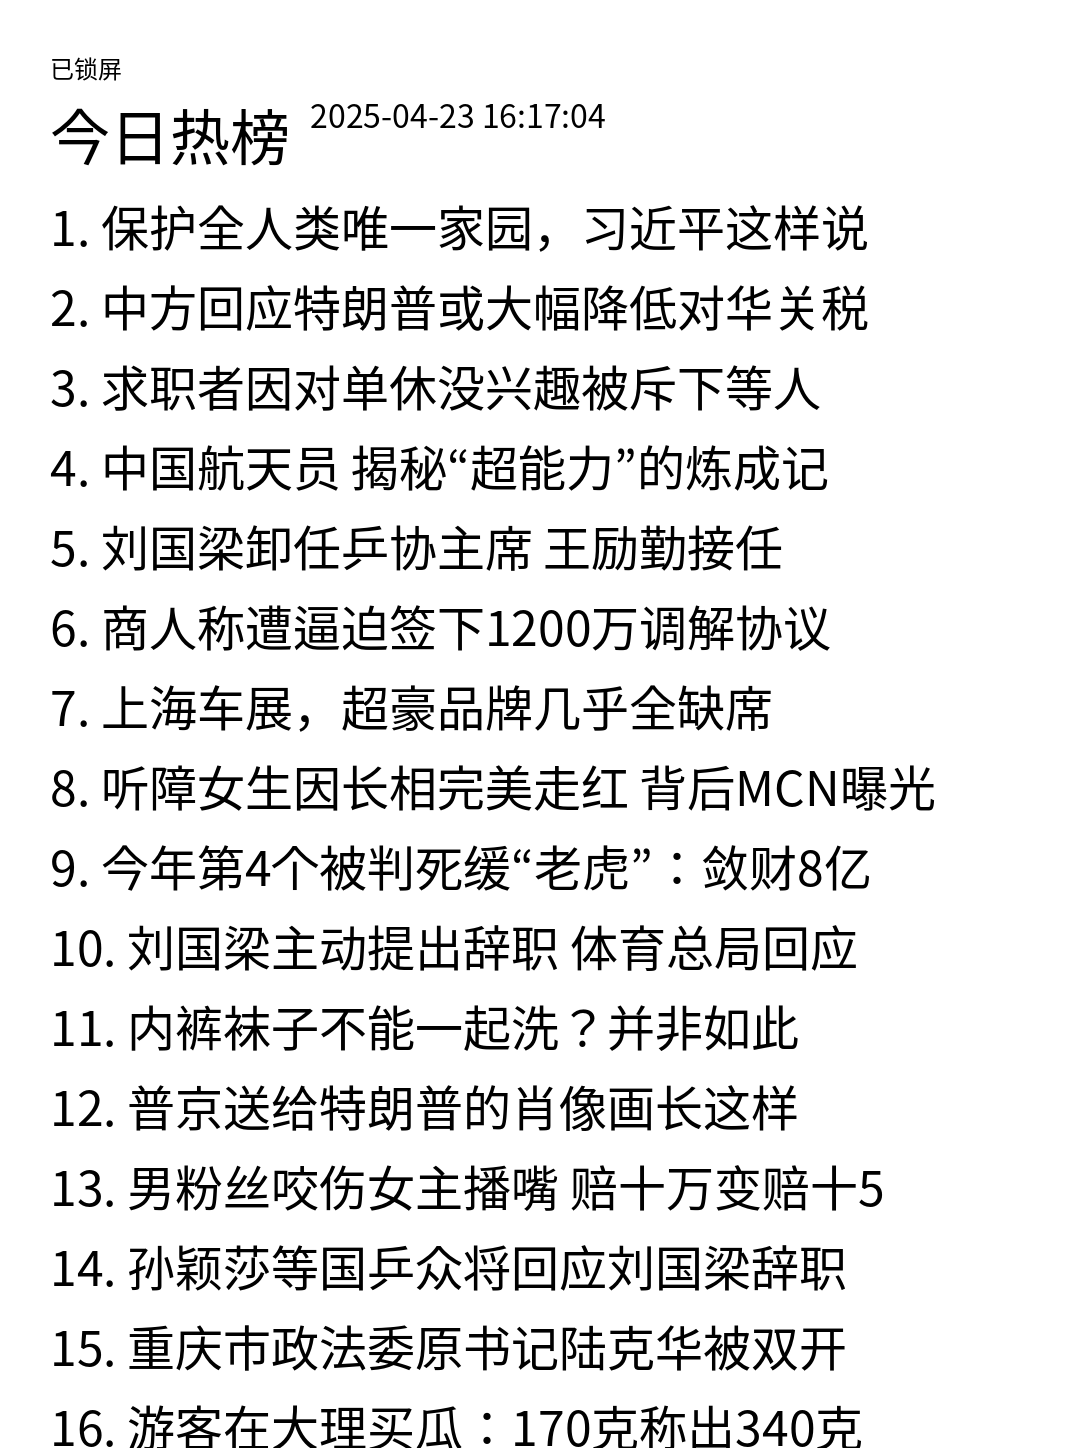 已锁屏
今日热榜 2025-04-23 16:17:04
1. 保护全人类唯一家园，习近平这样说
2. 中方回应特朗普或大幅降低对华关税
3. 求职者因对单休没兴趣被斥下等人
4. 中国航天员 揭秘“超能力”的炼成记
5. 刘国梁卸任乒协主席 王励勤接任
6. 商人称遭逼迫签下1200万调解协议
7. 上海车展，超豪品牌几乎全缺席
8. 听障女生因长相完美走红 背后MCN曝光
9. 今年第4个被判死缓“老虎”：敛财8亿
10. 刘国梁主动提出辞职 体育总局回应
11. 内裤袜子不能一起洗？并非如此
12. 普京送给特朗普的肖像画长这样
13. 男粉丝咬伤女主播嘴 赔十万变赔十5
14. 孙颖莎等国乒众将回应刘国梁辞职
15. 重庆市政法委原书记陆克华被双开
16. 游客在大理买瓜：170克称出340克